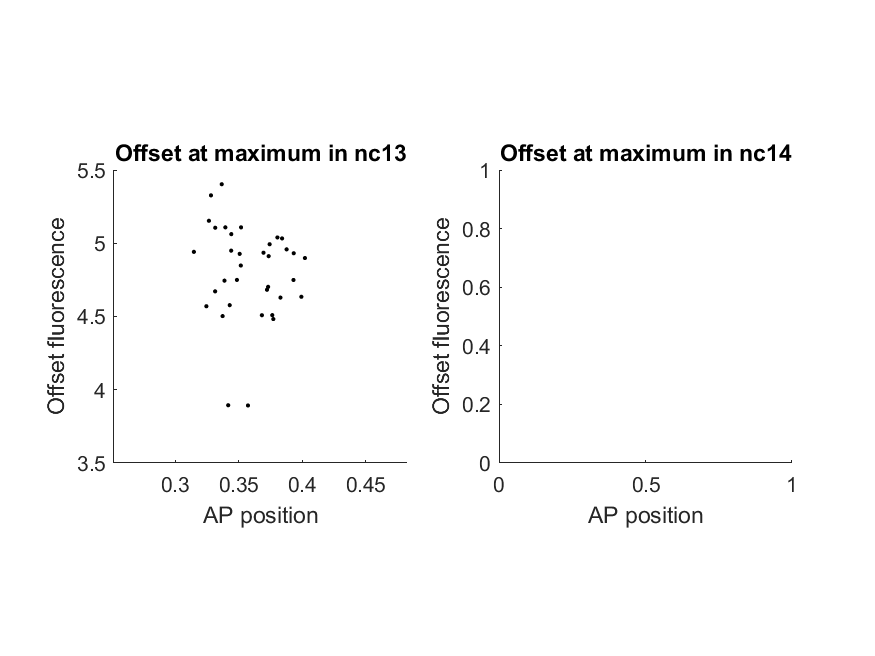 Offset at maximum in nc13
5.5
5
4.5
4
3.5
Offset fluorescence
0.3 0.35 0.4 0.45
AP position
Offset at maximum in nc14
1
0.8
0.6
0.4
0.2
0
Offset fluorescence
0 0.5 1
AP position